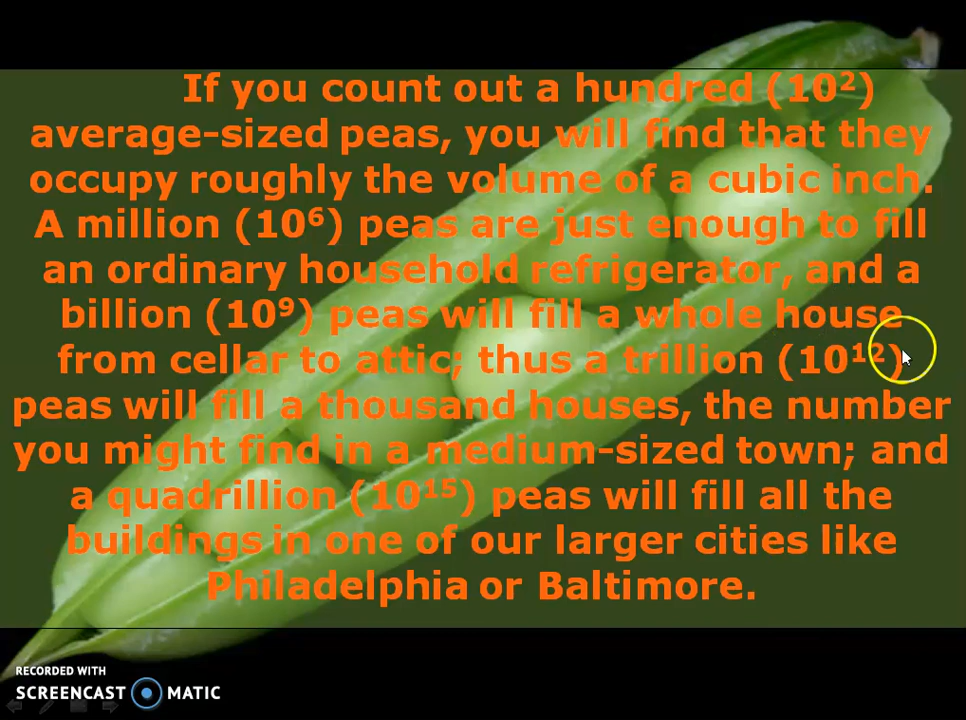 If you count out a hundred (10²)
average-sized peas, you will find that they
occupy roughly the volume of a cubic inch.
A million (10⁶) peas are just enough to fill
an ordinary household refrigerator, and a
billion (10⁹) peas will fill a whole house
from cellar to attic; thus a trillion (10¹²)
peas will fill a thousand houses, the number
you might find in a medium-sized town; and
a quadrillion (10¹⁵) peas will fill all the
buildings in one of our larger cities like
Philadelphia or Baltimore.
RECORDED WITH
SCREENCAST MATIC